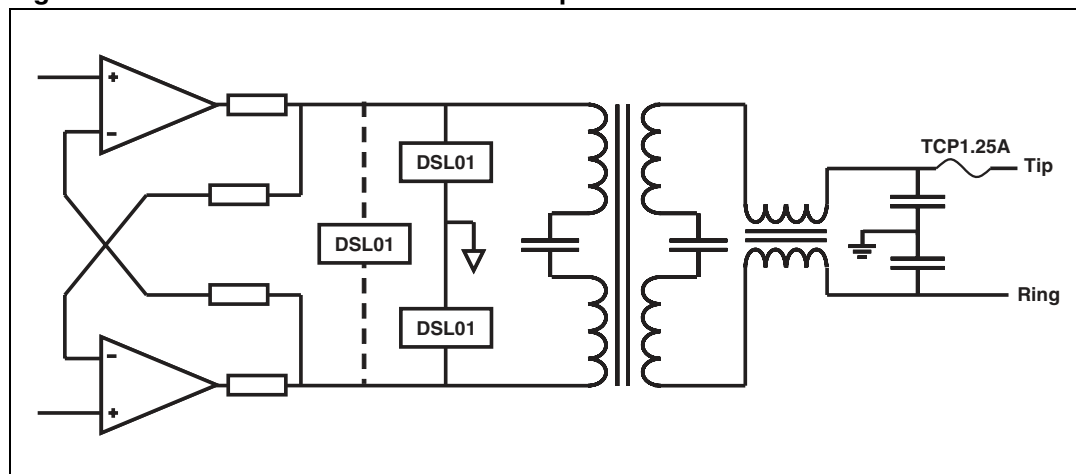 +
−
TCP1.25A
Tip
DSL01
DSL01
DSL01
Ring
−
+